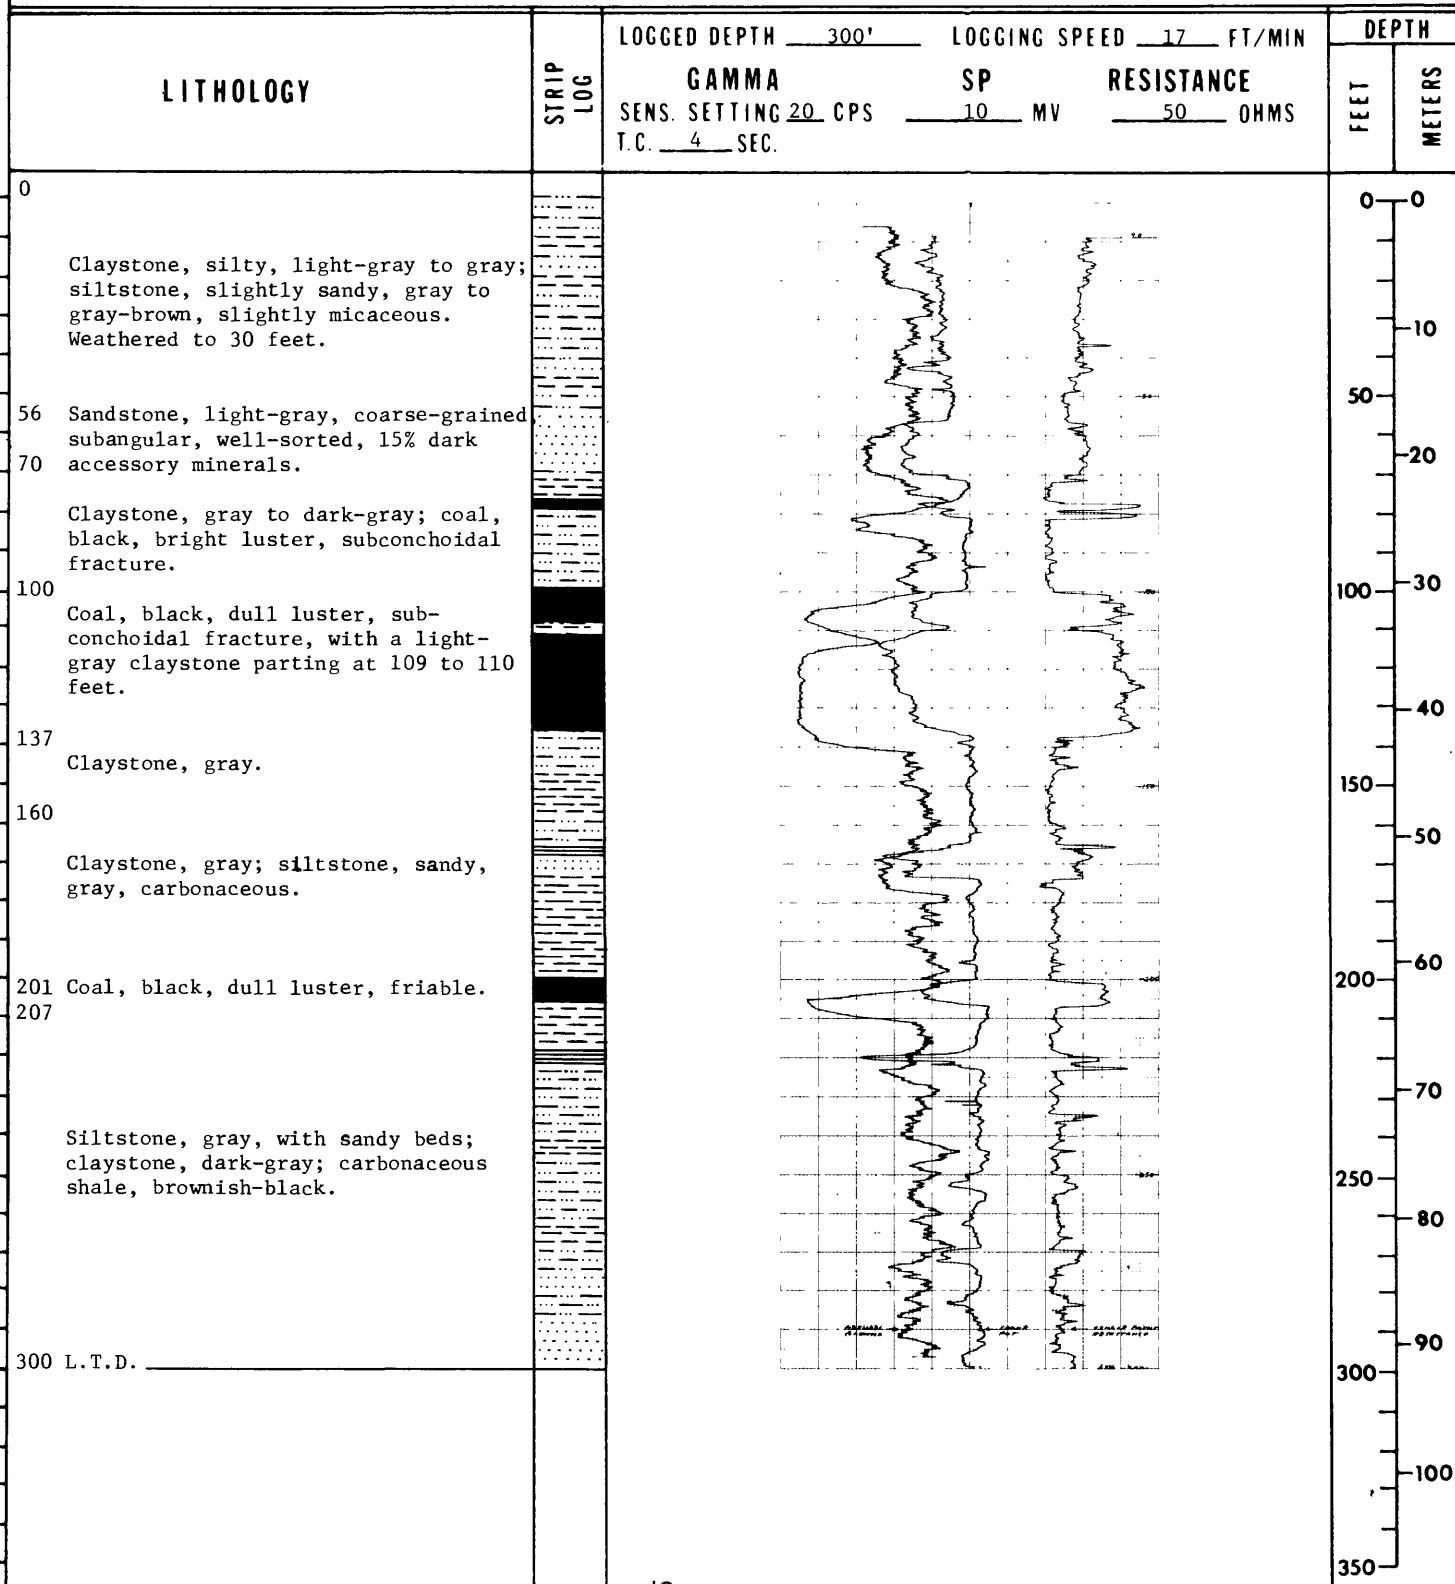 LITHOLOGY
STRIP LOG
LOGGED DEPTH 300' LOGGING SPEED 17 FT/MIN
GAMMA SP RESISTANCE
SENS. SETTING 20 CPS 10 MV 50 OHMS
T.C. 4 SEC.
DEPTH
FEET
METERS
0
Claystone, silty, light-gray to gray;
siltstone, slightly sandy, gray to
gray-brown, slightly micaceous.
Weathered to 30 feet.
56 Sandstone, light-gray, coarse-grained
subangular, well-sorted, 15% dark
70 accessory minerals.
Claystone, gray to dark-gray; coal,
black, bright luster, subconchoidal
fracture.
100
Coal, black, dull luster, sub-
conchoidal fracture, with a light-
gray claystone parting at 109 to 110
feet.
137
Claystone, gray.
160
Claystone, gray; siltstone, sandy,
gray, carbonaceous.
201 Coal, black, dull luster, friable.
207
Siltstone, gray, with sandy beds;
claystone, dark-gray; carbonaceous
shale, brownish-black.
300 L.T.D.
0 0
10
50
20
100 30
40
150
50
60
200
70
250
80
90
300
100
350